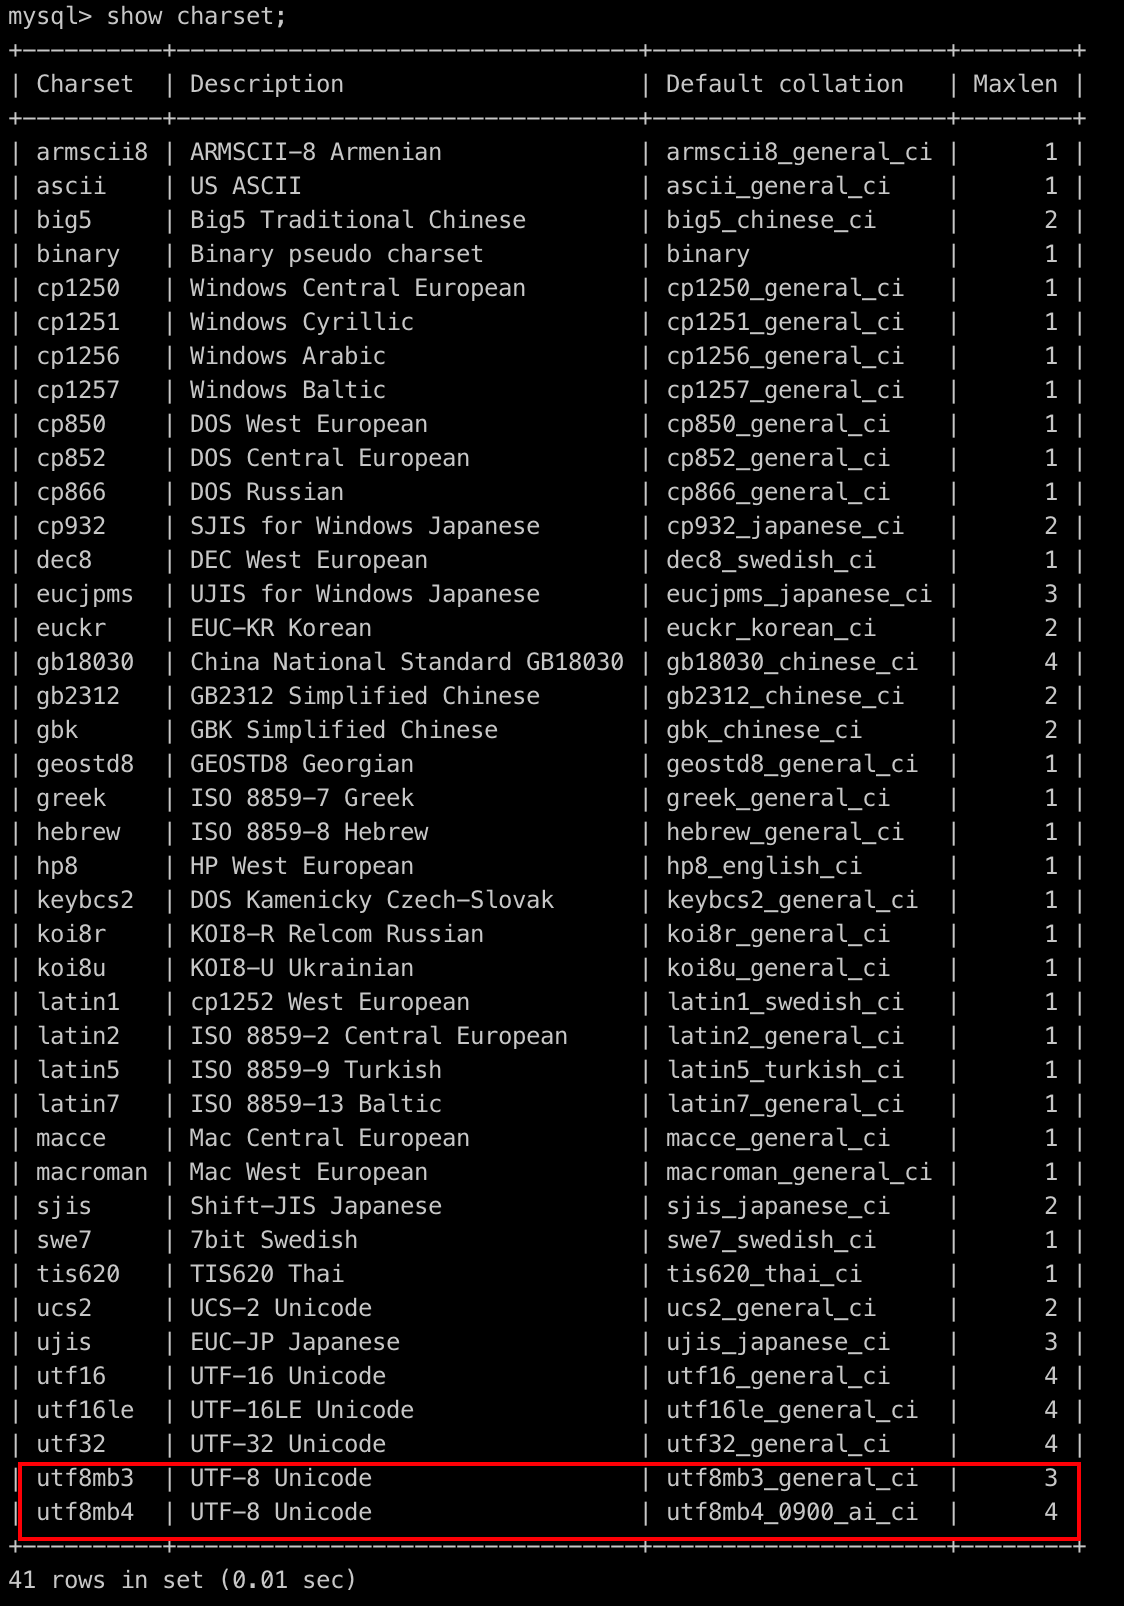 mysql> show charset;
+----------+---------------------------------+---------------------+--------+
| Charset  | Description                     | Default collation   | Maxlen |
+----------+---------------------------------+---------------------+--------+
| armscii8 | ARMSCII-8 Armenian              | armscii8_general_ci |      1 |
| ascii    | US ASCII                        | ascii_general_ci    |      1 |
| big5     | Big5 Traditional Chinese        | big5_chinese_ci     |      2 |
| binary   | Binary pseudo charset           | binary              |      1 |
| cp1250   | Windows Central European        | cp1250_general_ci   |      1 |
| cp1251   | Windows Cyrillic                | cp1251_general_ci   |      1 |
| cp1256   | Windows Arabic                  | cp1256_general_ci   |      1 |
| cp1257   | Windows Baltic                  | cp1257_general_ci   |      1 |
| cp850    | DOS West European               | cp850_general_ci    |      1 |
| cp852    | DOS Central European            | cp852_general_ci    |      1 |
| cp866    | DOS Russian                     | cp866_general_ci    |      1 |
| cp932    | SJIS for Windows Japanese       | cp932_japanese_ci   |      2 |
| dec8     | DEC West European               | dec8_swedish_ci     |      1 |
| eucjpms  | UJIS for Windows Japanese       | eucjpms_japanese_ci |      3 |
| euckr    | EUC-KR Korean                   | euckr_korean_ci     |      2 |
| gb18030  | China National Standard GB18030 | gb18030_chinese_ci  |      4 |
| gb2312   | GB2312 Simplified Chinese       | gb2312_chinese_ci   |      2 |
| gbk      | GBK Simplified Chinese          | gbk_chinese_ci      |      2 |
| geostd8  | GEOSTD8 Georgian                | geostd8_general_ci  |      1 |
| greek    | ISO 8859-7 Greek                | greek_general_ci    |      1 |
| hebrew   | ISO 8859-8 Hebrew               | hebrew_general_ci   |      1 |
| hp8      | HP West European                | hp8_english_ci      |      1 |
| keybcs2  | DOS Kamenicky Czech-Slovak      | keybcs2_general_ci  |      1 |
| koi8r    | KOI8-R Relcom Russian           | koi8r_general_ci    |      1 |
| koi8u    | KOI8-U Ukrainian                | koi8u_general_ci    |      1 |
| latin1   | cp1252 West European            | latin1_swedish_ci   |      1 |
| latin2   | ISO 8859-2 Central European     | latin2_general_ci   |      1 |
| latin5   | ISO 8859-9 Turkish              | latin5_turkish_ci   |      1 |
| latin7   | ISO 8859-13 Baltic              | latin7_general_ci   |      1 |
| macce    | Mac Central European            | macce_general_ci    |      1 |
| macroman | Mac West European               | macroman_general_ci |      1 |
| sjis     | Shift-JIS Japanese              | sjis_japanese_ci    |      2 |
| swe7     | 7bit Swedish                    | swe7_swedish_ci     |      1 |
| tis620   | TIS620 Thai                     | tis620_thai_ci      |      1 |
| ucs2     | UCS-2 Unicode                   | ucs2_general_ci     |      2 |
| ujis     | EUC-JP Japanese                 | ujis_japanese_ci    |      3 |
| utf16    | UTF-16 Unicode                  | utf16_general_ci    |      4 |
| utf16le  | UTF-16LE Unicode                | utf16le_general_ci  |      4 |
| utf32    | UTF-32 Unicode                  | utf32_general_ci    |      4 |
| utf8mb3  | UTF-8 Unicode                   | utf8mb3_general_ci  |      3 |
| utf8mb4  | UTF-8 Unicode                   | utf8mb4_0900_ai_ci  |      4 |
+----------+---------------------------------+---------------------+--------+
41 rows in set (0.01 sec)